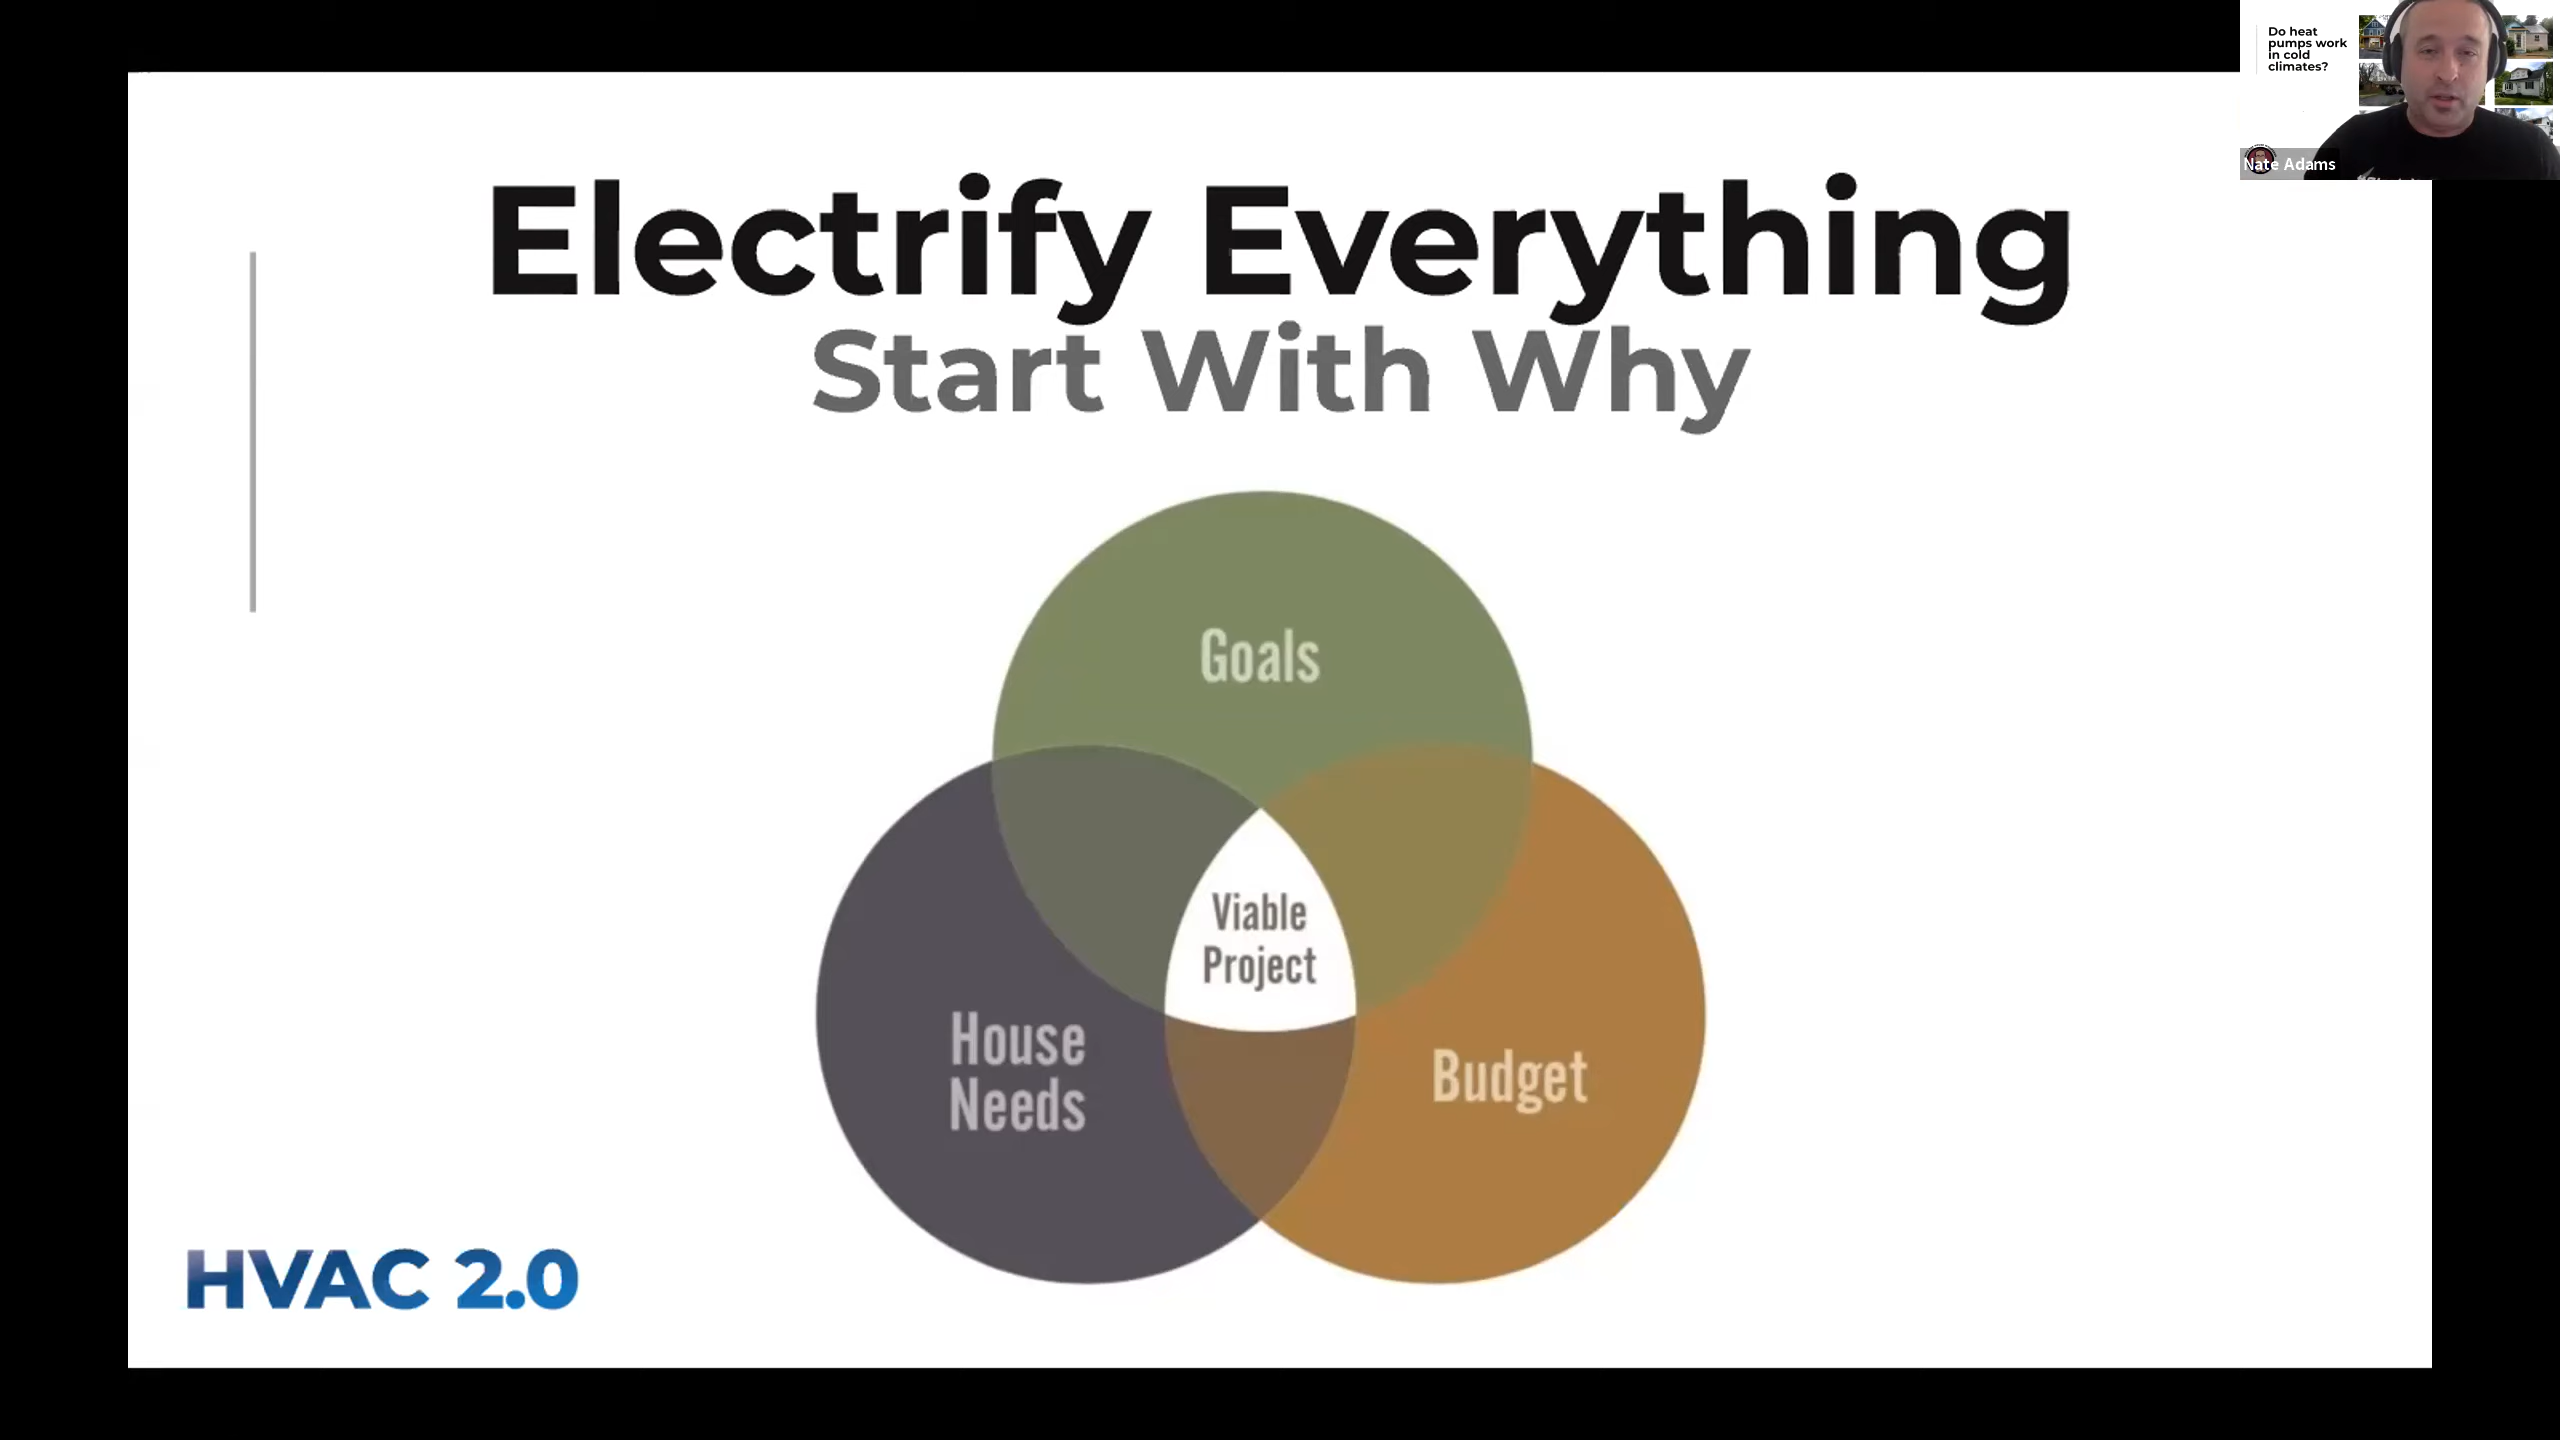 Electrify Everything
Start With Why
Goals
Viable
Project
House
Needs
Budget
HVAC 2.0
Do heat
pumps work
in cold
climates?
Nate Adams